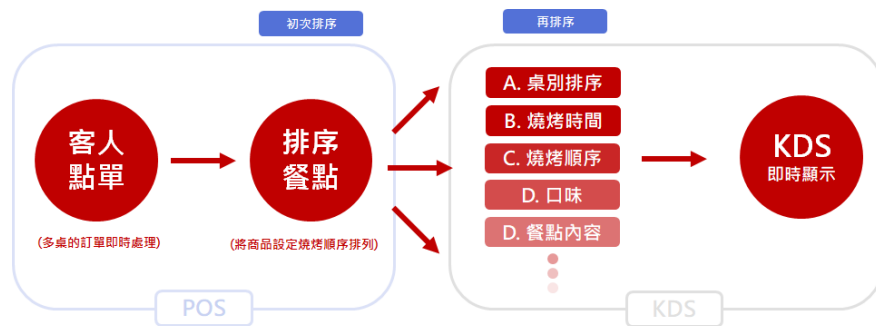 初次排序
再排序
客人
點單
(多桌的訂單即時處理)
排序
餐點
(將商品設定燒烤順序排列)
A. 桌別排序
B. 燒烤時間
C. 燒烤順序
D. 口味
D. 餐點內容
KDS
即時顯示
POS
KDS